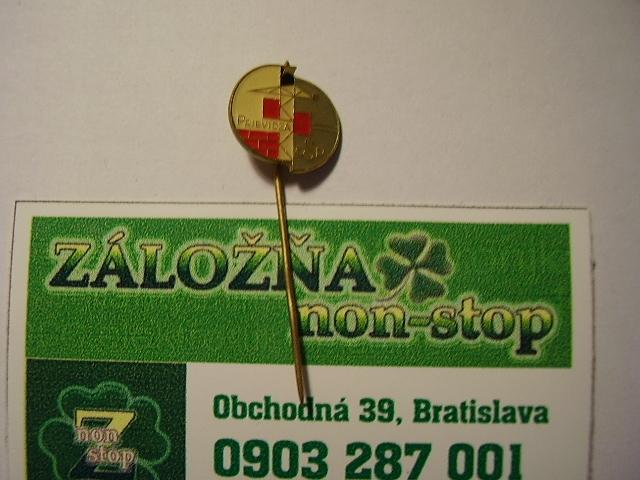 PRIEVIDZA
ZÁLOŽŇA
non-stop
Z
non
stop
Obchodná 39, Bratislava
0903 287 001